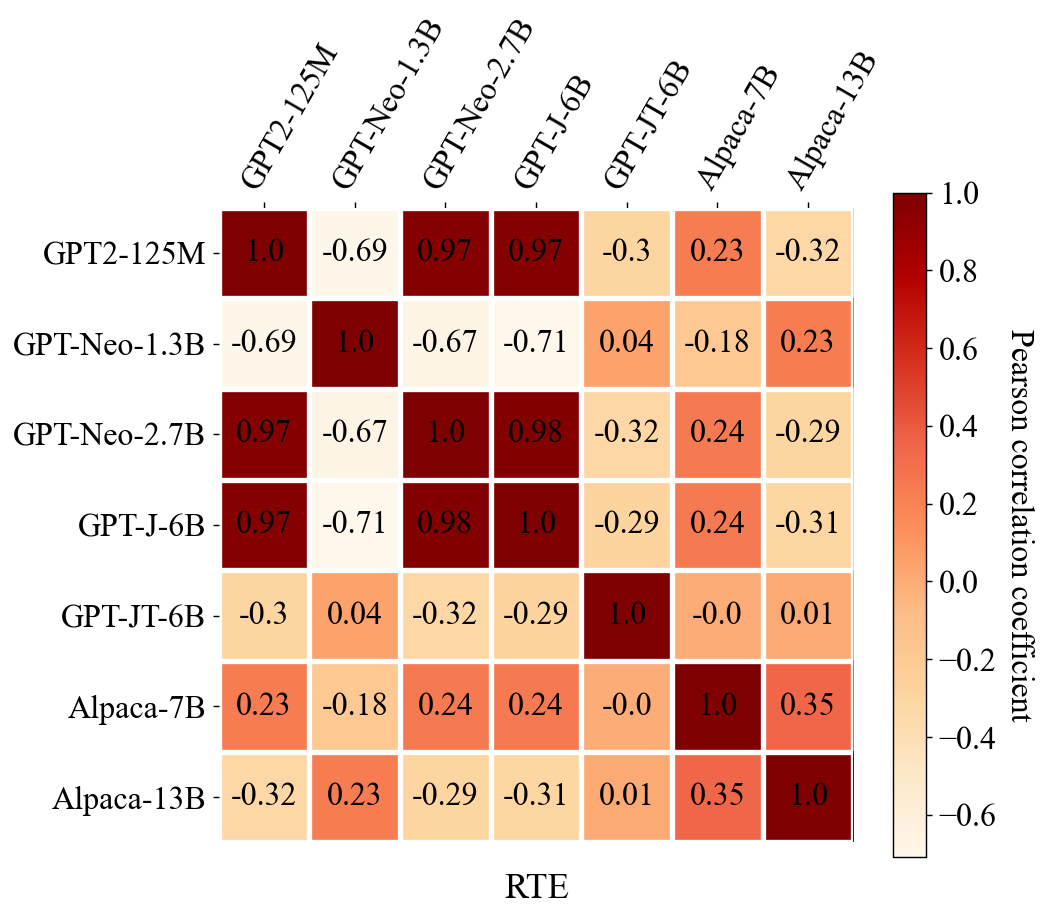 GPT2-125M GPT-Neo-1.3B GPT-Neo-2.7B GPT-J-6B GPT-JT-6B Alpaca-7B Alpaca-13B
GPT2-125M 1.0 -0.69 0.97 0.97 -0.3 0.23 -0.32
GPT-Neo-1.3B -0.69 1.0 -0.67 -0.71 0.04 -0.18 0.23
GPT-Neo-2.7B 0.97 -0.67 1.0 0.98 -0.32 0.24 -0.29
GPT-J-6B 0.97 -0.71 0.98 1.0 -0.29 0.24 -0.31
GPT-JT-6B -0.3 0.04 -0.32 -0.29 1.0 -0.0 0.01
Alpaca-7B 0.23 -0.18 0.24 0.24 -0.0 1.0 0.35
Alpaca-13B -0.32 0.23 -0.29 -0.31 0.01 0.35 1.0
RTE
1.0
0.8
0.6
0.4
0.2
0.0
−0.2
−0.4
−0.6
Pearson correlation coefficient